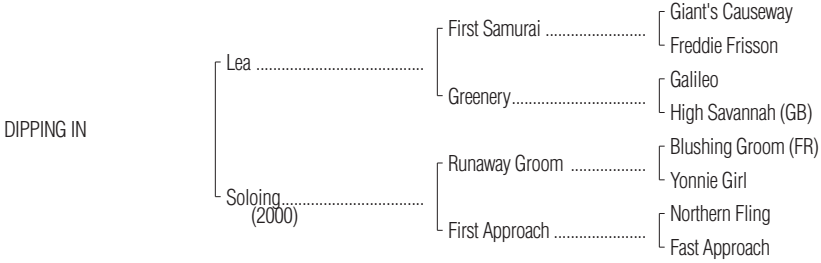 Giant's Causeway
First Samurai ........................
Freddie Frisson
Lea ........................................
Galileo
Greenery................................
High Savannah (GB)
DIPPING IN
Blushing Groom (FR)
Runaway Groom ..................
Yonnie Girl
Soloing..................................
(2000)
Northern Fling
First Approach ......................
Fast Approach